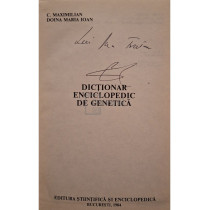 C. MAXIMILIAN
DOINA MARIA IOAN
DICȚIONAR
ENCICLOPEDIC
DE GENETICĂ
EDITURA ȘTIINȚIFICĂ ȘI ENCICLOPEDICĂ
BUCUREȘTI, 1984